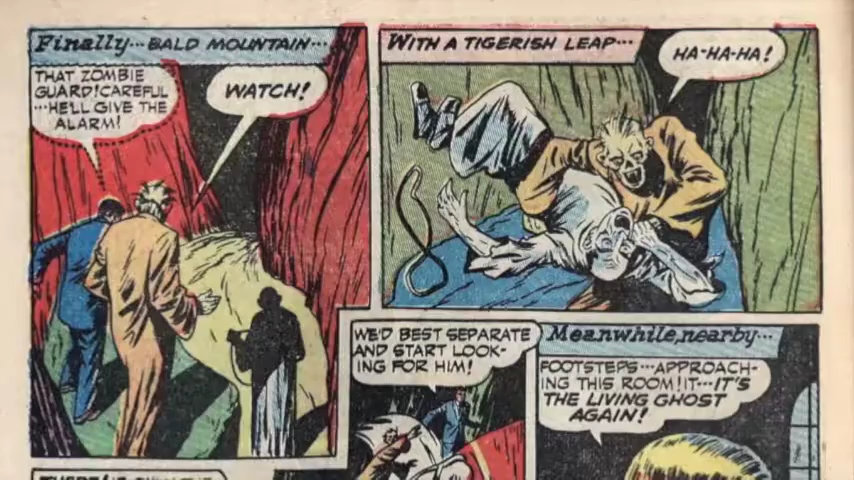 Finally... BALD MOUNTAIN...
THAT ZOMBIE
GUARD! CAREFUL
...HE'LL GIVE THE
ALARM!
WATCH!
WITH A TIGERISH LEAP...
HA-HA-HA!
WE'D BEST SEPARATE
AND START LOOK-
ING FOR HIM!
Meanwhile, nearby...
FOOTSTEPS...APPROACH-
ING THIS ROOM! IT...IT'S
THE LIVING GHOST
AGAIN!